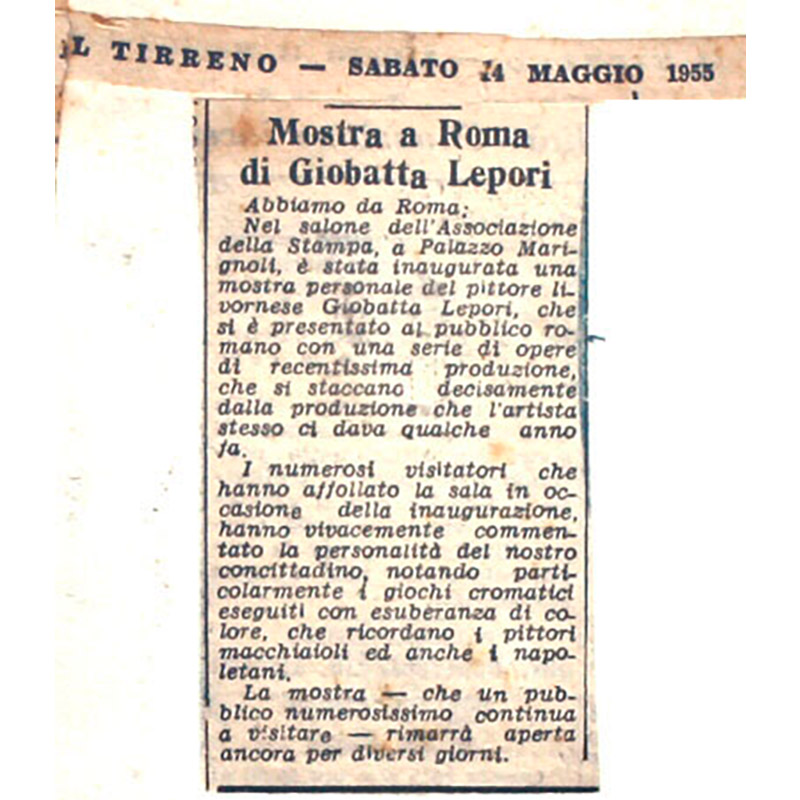 IL TIRRENO — SABATO 14 MAGGIO 1955
Mostra a Roma
di Giobatta Lepori
Abbiamo da Roma:
Nel salone dell'Associazione
della Stampa, a Palazzo Mari-
gnoli, è stata inaugurata una
mostra personale del pittore li-
vornese Giobatta Lepori, che
si è presentato al pubblico ro-
mano con una serie di opere
di recentissima produzione,
che si staccano decisamente
dalla produzione che l'artista
stesso ci dava qualche anno
fa.
I numerosi visitatori che
hanno affollato la sala in oc-
casione della inaugurazione,
hanno vivacemente commen-
tato la personalità del nostro
concittadino, notando parti-
colarmente i giochi cromatici
eseguiti con esuberanza di co-
lore, che ricordano i pittori
macchiaioli ed anche i napo-
letani.
La mostra — che un pub-
blico numerosissimo continua
a visitare — rimarrà aperta
ancora per diversi giorni.